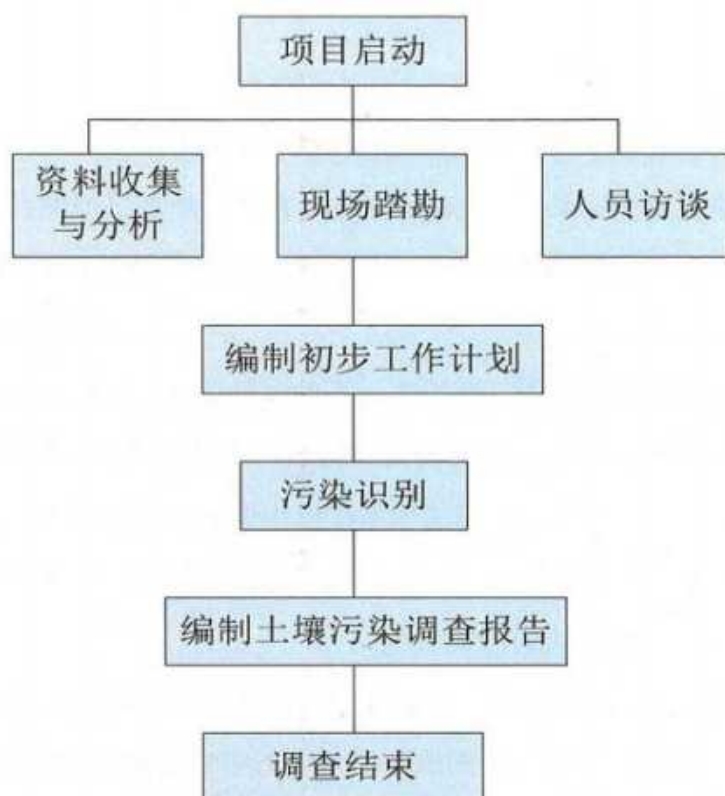 项目启动
资料收集
与分析
现场踏勘
人员访谈
编制初步工作计划
污染识别
编制土壤污染调查报告
调查结束